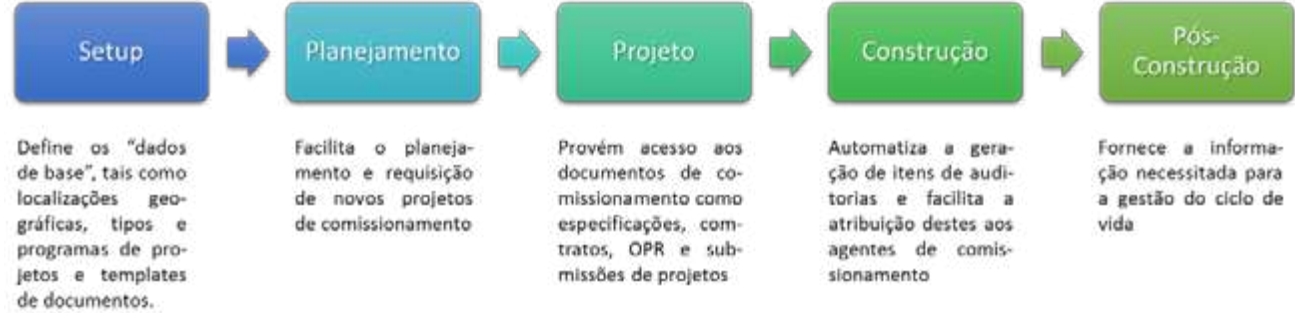 Setup
Define os "dados
de base", tais como
localizações geo-
gráficas, tipos e
programas de pro-
jetos e templates
de documentos.
Planejamento
Facilita o planeja-
mento e requisição
de novos projetos
de comissionamento
Projeto
Provém acesso aos
documentos de co-
missionamento como
especificações, com-
tratos, OPR e sub-
missões de projetos
Construção
Automatiza a gera-
ção de itens de audi-
torias e facilita a
atribuição destes aos
agentes de comis-
sionamento
Pós-
Construção
Fornece a informa-
ção necessitada para
a gestão do ciclo de
vida